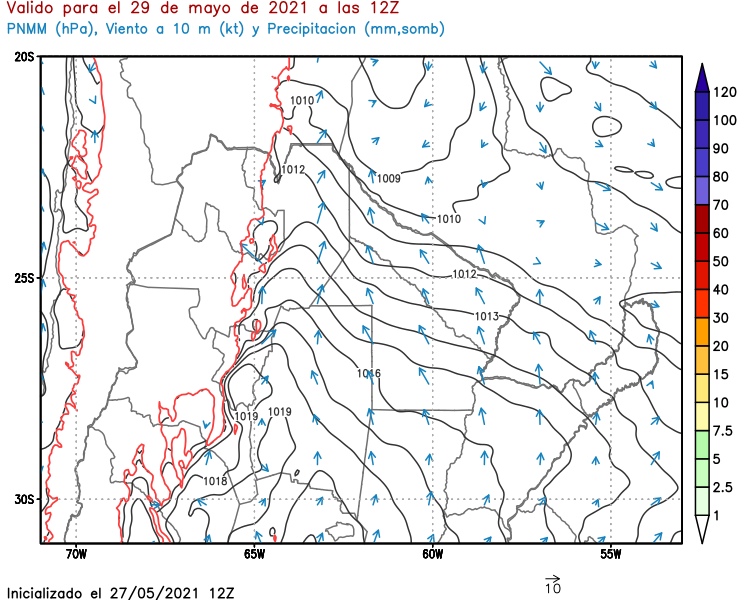 Valido para el 29 de mayo de 2021 a las 12Z
PNMM (hPa), Viento a 10 m (kt) y Precipitacion (mm,somb)
20S
25S
30S
70W
65W
60W
55W
1010
1012
1009
1010
1012
1013
1016
1019
1019
1018
120
100
90
80
70
60
50
40
30
20
15
10
7.5
5
2.5
1
10
Inicializado el 27/05/2021 12Z